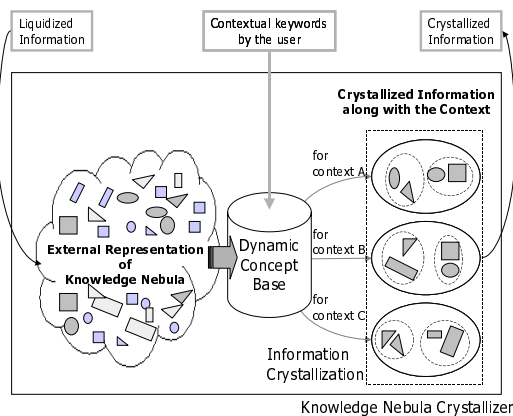 Liquidized
Information
Contextual keywords
by the user
Crystallized
Information
Crystallized Information
along with the Context
for
context A
External Representation
of
Knowledge Nebula
Dynamic
Concept
Base
for
context B
for
context C
Information
Crystallization
Knowledge Nebula Crystallizer